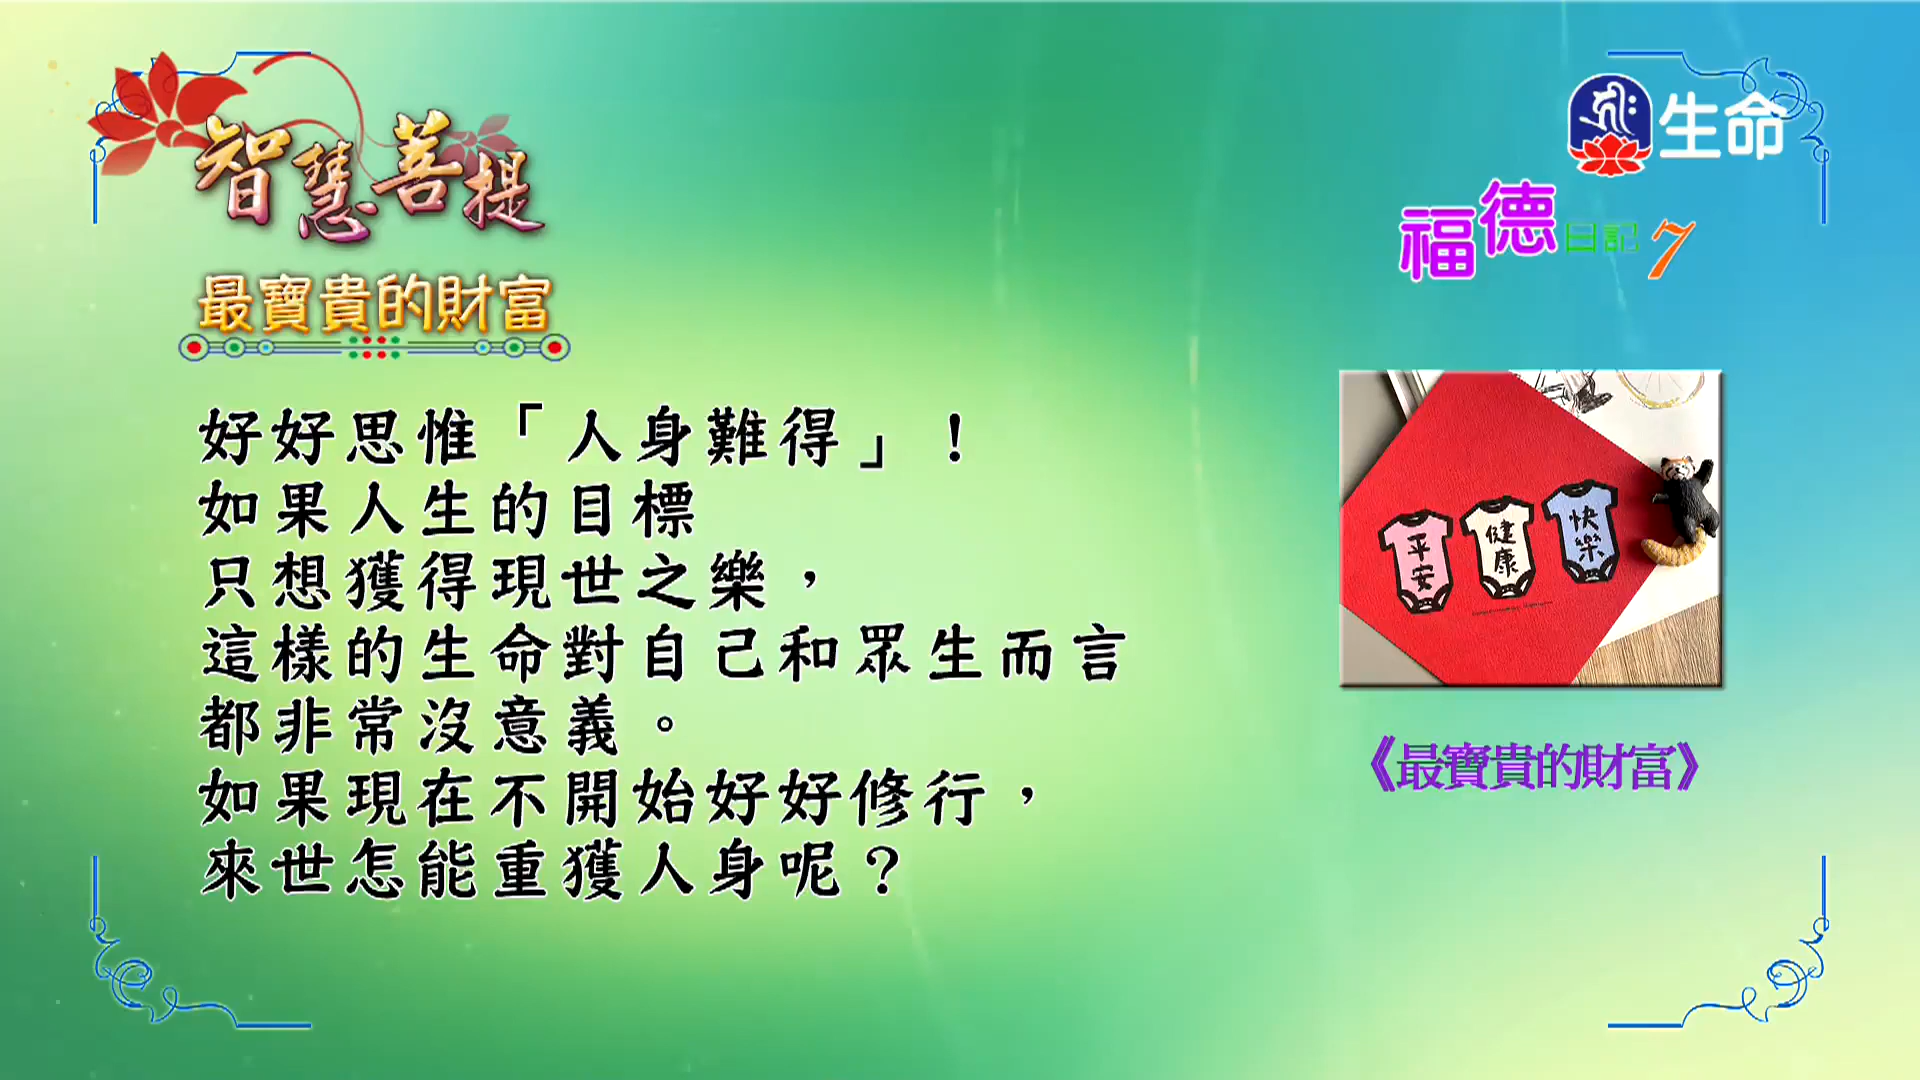 智慧菩提
最寶貴的財富
生命
福德日記7
好好思惟「人身難得」！
如果人生的目標
只想獲得現世之樂，
這樣的生命對自己和眾生而言
都非常沒意義。
如果現在不開始好好修行，
來世怎能重獲人身呢？
平安
健康
快樂
《最寶貴的財富》